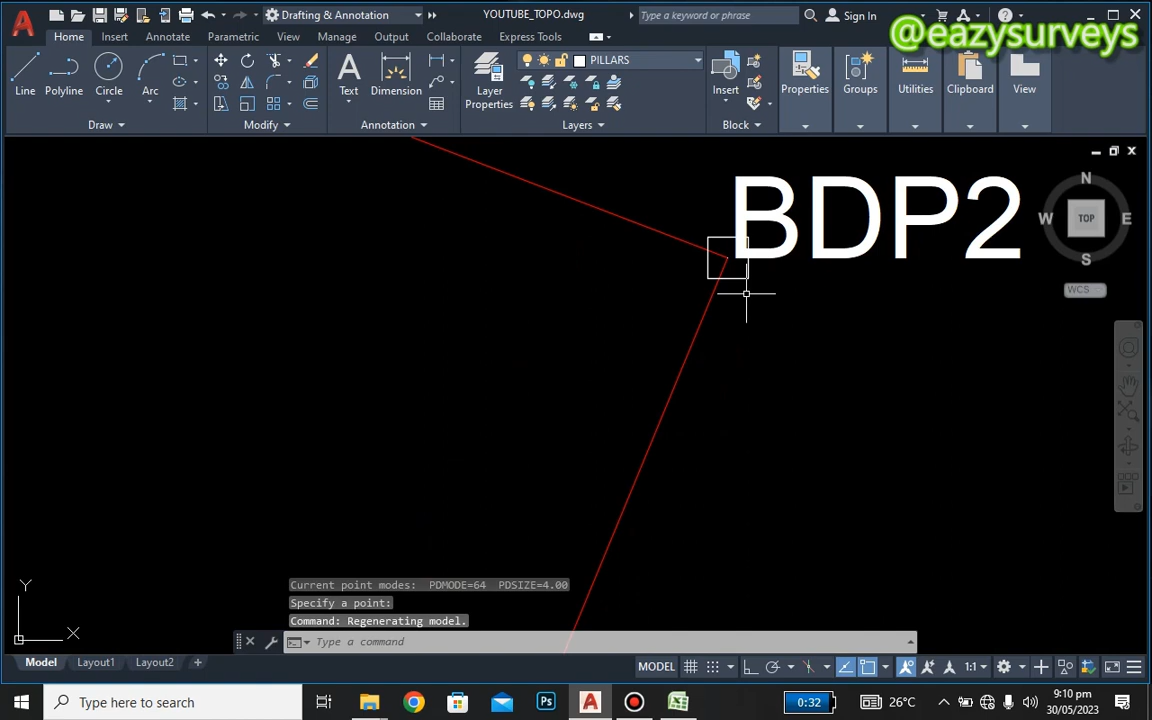 Drafting & Annotation
YOUTUBE_TOPO.dwg
Type a keyword or phrase
Sign In
@eazysurveys
Home
Insert
Annotate
Parametric
View
Manage
Output
Collaborate
Express Tools
Line
Polyline
Circle
Arc
Text
Dimension
Layer
Properties
PILLARS
Insert
Properties
Groups
Utilities
Clipboard
View
Draw
Modify
Annotation
Layers
Block
BDP2
N
W
TOP
E
S
WCS
Current point modes: PDMODE=64 PDSIZE=4.00
Specify a point:
Command: Regenerating model.
Type a command
Y
X
Model
Layout1
Layout2
MODEL
1:1
Type here to search
Ps
A
0:32
26°C
9:10 pm
30/05/2023